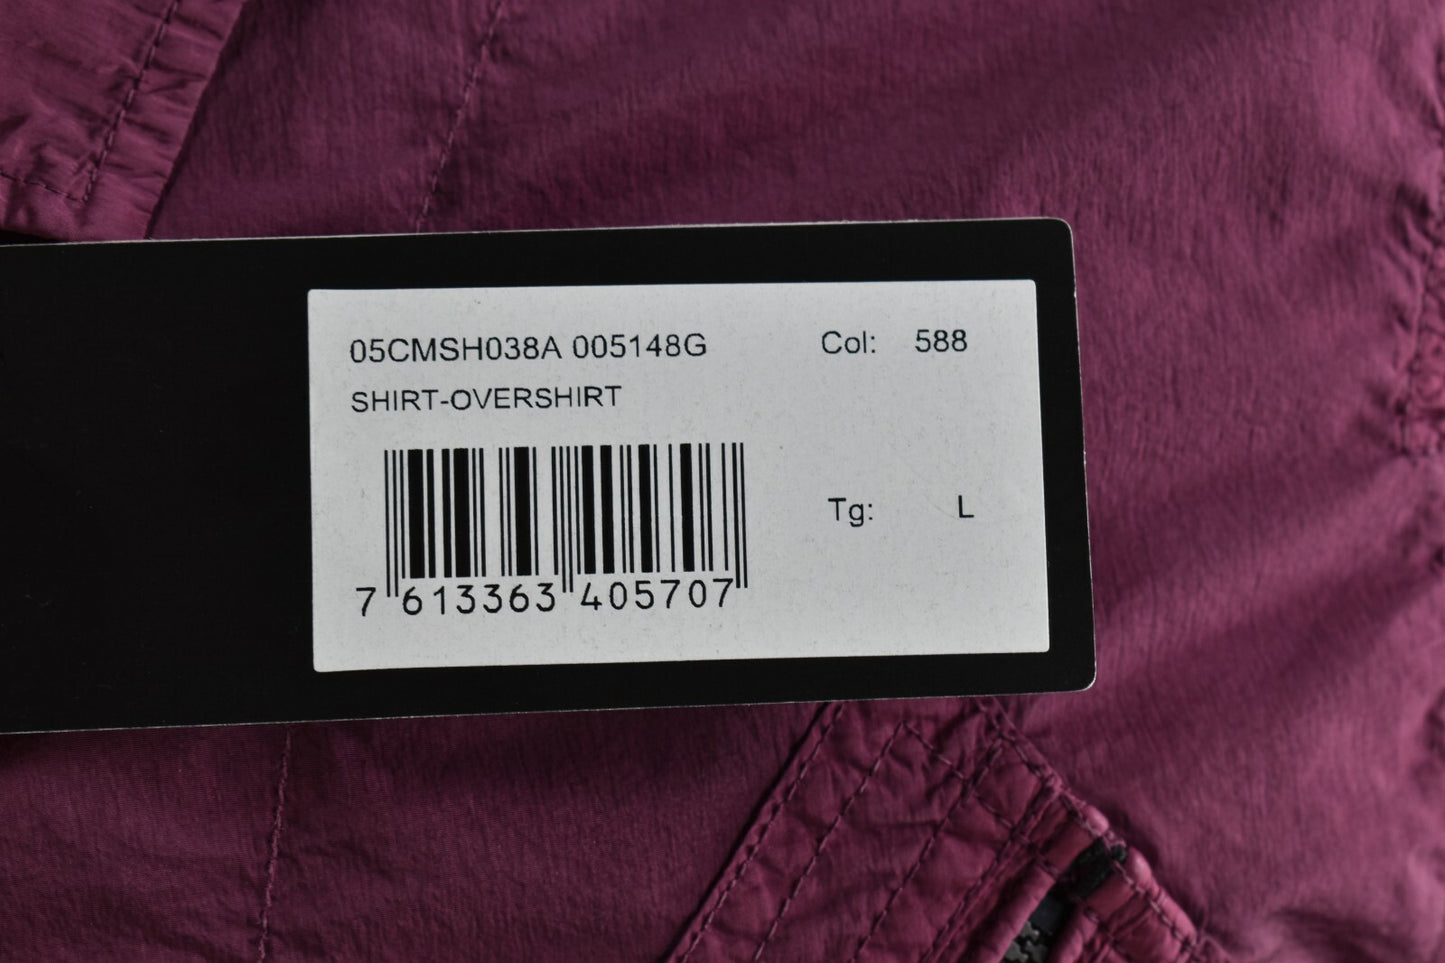 05CMSH038A 005148G Col: 588
SHIRT-OVERSHIRT
Tg: L
7 613363 405707